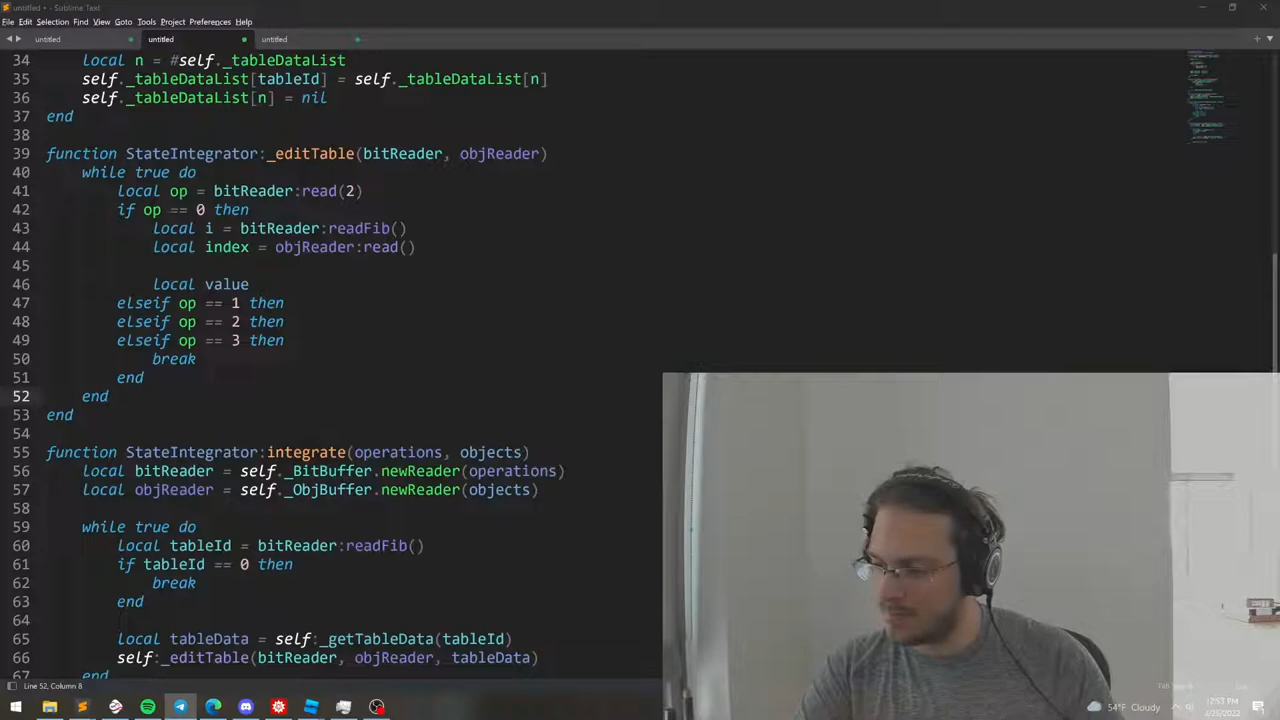 untitled • - Sublime Text
File Edit Selection Find View Goto Tools Project Preferences Help
untitled untitled untitled
34 local n = #self._tableDataList
35 self._tableDataList[tableId] = self._tableDataList[n]
36 self._tableDataList[n] = nil
37 end
38
39 function StateIntegrator:_editTable(bitReader, objReader)
40 while true do
41 local op = bitReader:read(2)
42 if op == 0 then
43 local i = bitReader:readFib()
44 local index = objReader:read()
45
46 local value
47 elseif op == 1 then
48 elseif op == 2 then
49 elseif op == 3 then
50 break
51 end
52 end
53 end
54
55 function StateIntegrator:integrate(operations, objects)
56 local bitReader = self._BitBuffer.newReader(operations)
57 local objReader = self._ObjBuffer.newReader(objects)
58
59 while true do
60 local tableId = bitReader:readFib()
61 if tableId == 0 then
62 break
63 end
64
65 local tableData = self:_getTableData(tableId)
66 self:_editTable(bitReader, objReader, tableData)
67 end
Line 52, Column 8
54°F Cloudy
2:53 PM